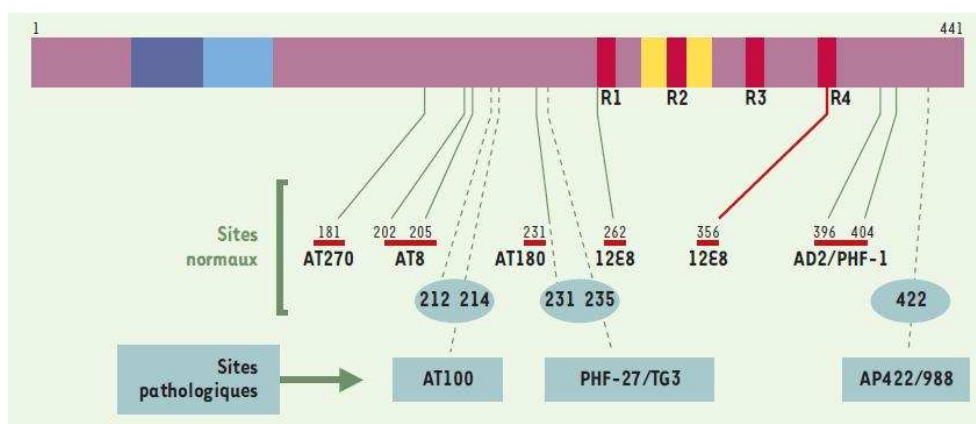 1 441
R1 R2 R3 R4
Sites
normaux
181 202 205 231 262 356 396 404
AT270 AT8 AT180 12E8 12E8 AD2/PHF-1
212 214 231 235 422
Sites
pathologiques
AT100 PHF-27/TG3 AP422/988